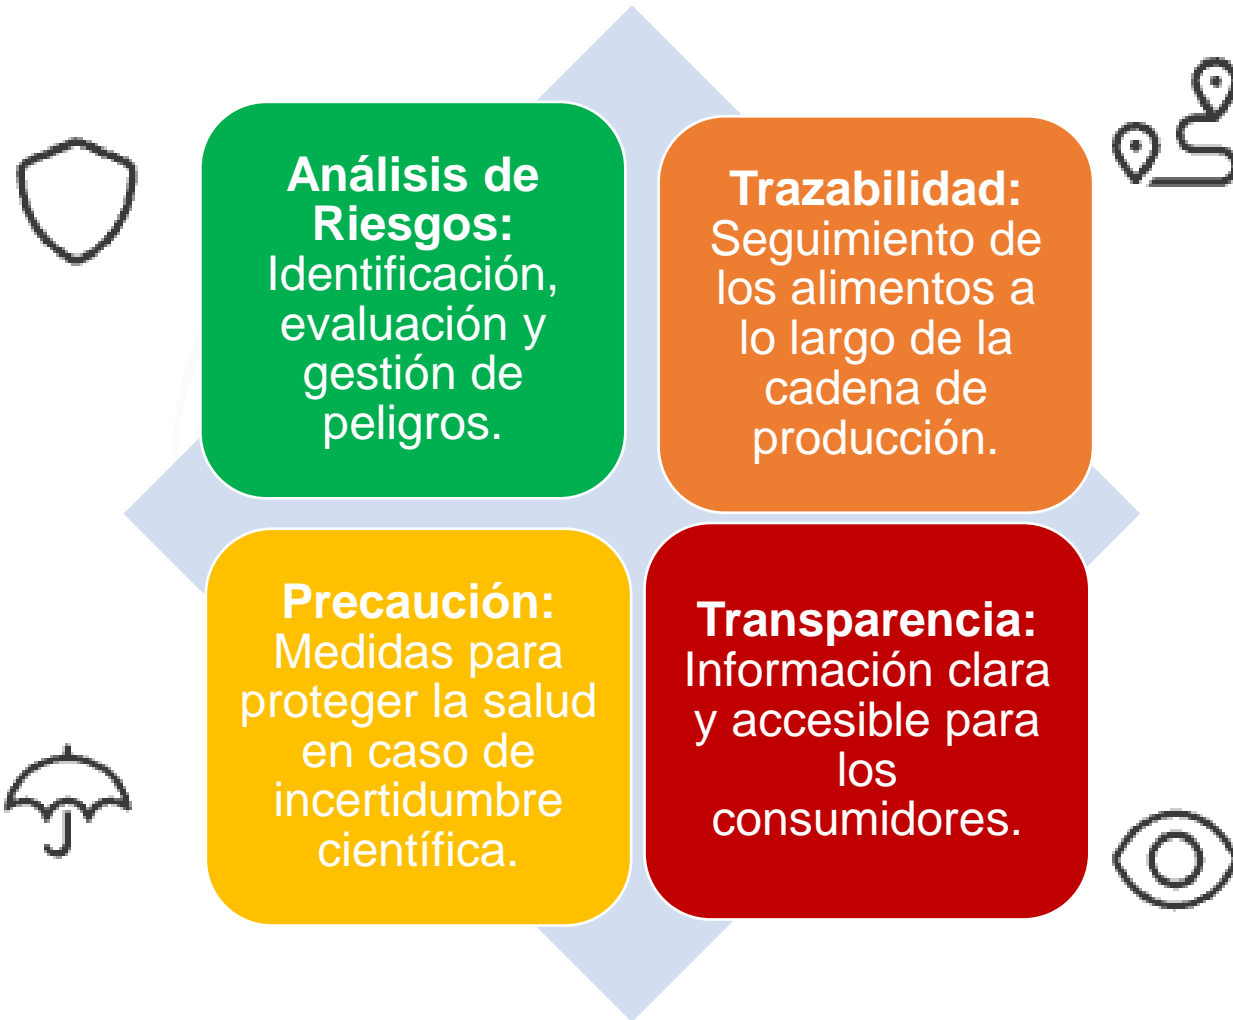 Análisis de
Riesgos:
Identificación,
evaluación y
gestión de
peligros.
Trazabilidad:
Seguimiento de
los alimentos a
lo largo de la
cadena de
producción.
Precaución:
Medidas para
proteger la salud
en caso de
incertidumbre
científica.
Transparencia:
Información clara
y accesible para
los
consumidores.